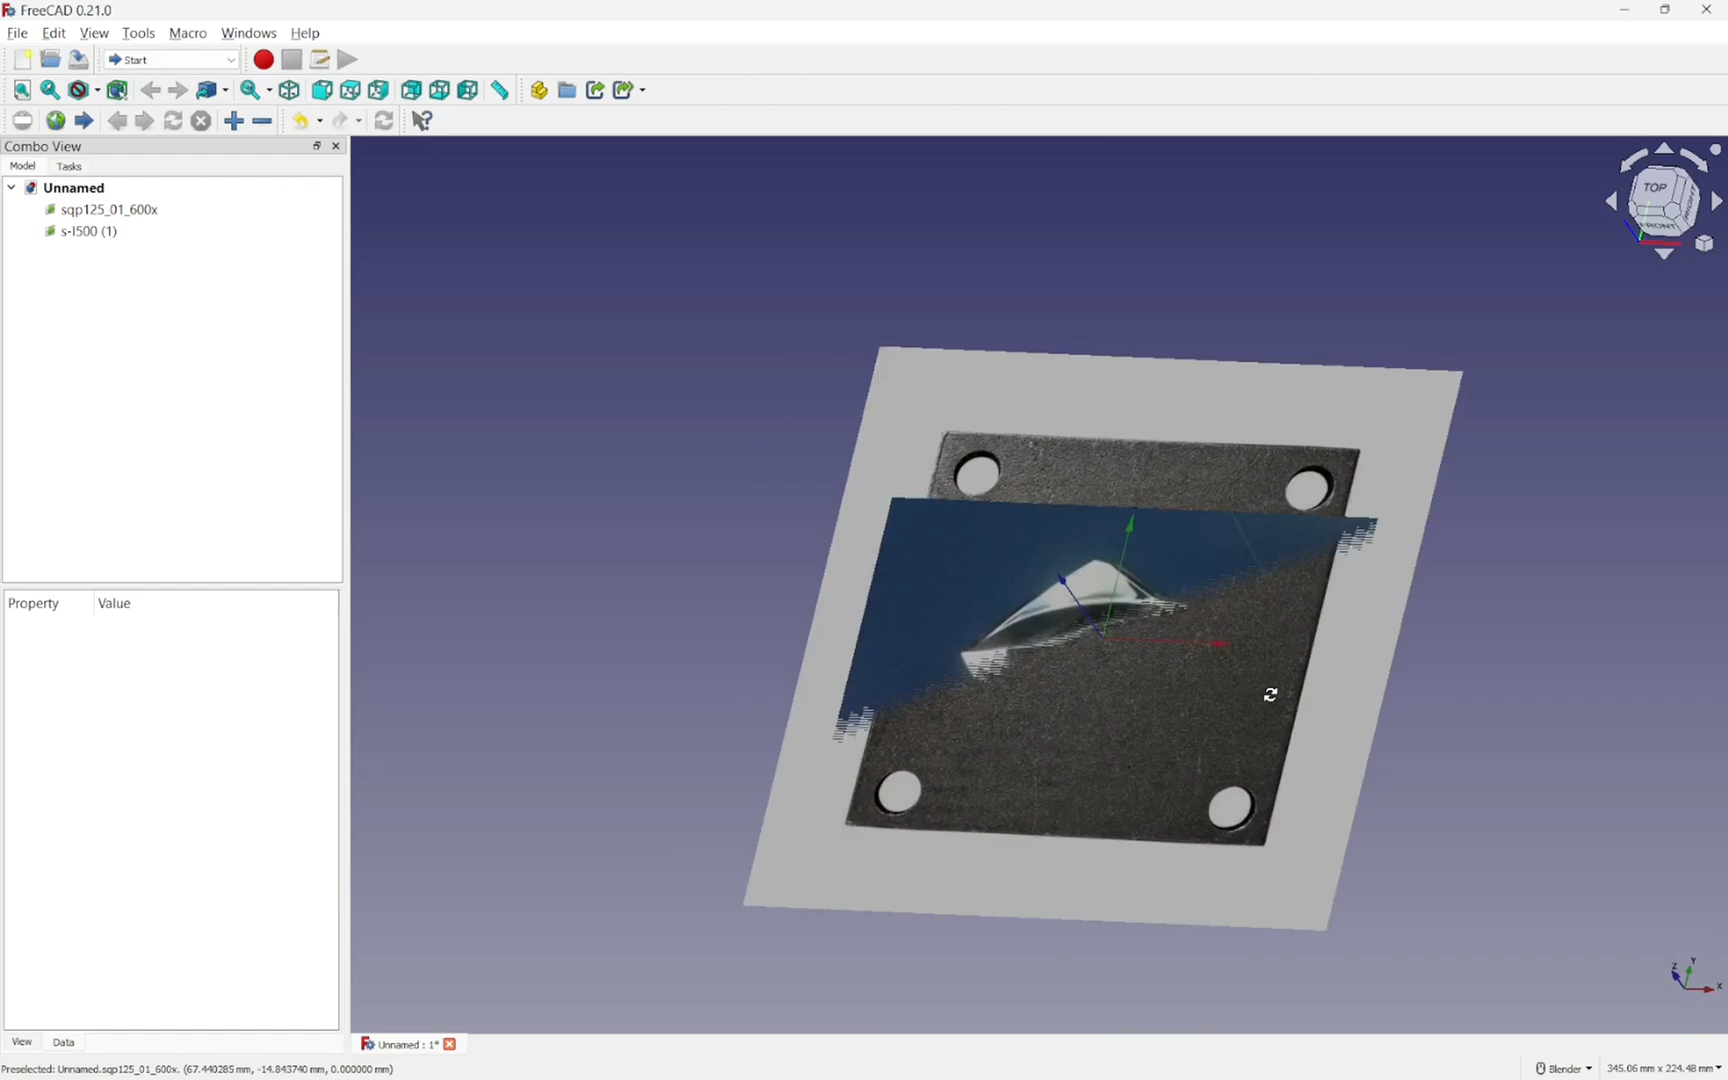 FreeCAD 0.21.0
File Edit View Tools Macro Windows Help
Start
Combo View
Model Tasks
Unnamed
sqp125_01_600x
s-l500 (1)
Property Value
View Data
Unnamed : 1*
TOP
FRONT
RIGHT
Z Y X
Preselected: Unnamed.sqp125_01_600x. (67.440285 mm, -14.843740 mm, 0.000000 mm)
Blender 345.06 mm x 224.48 mm